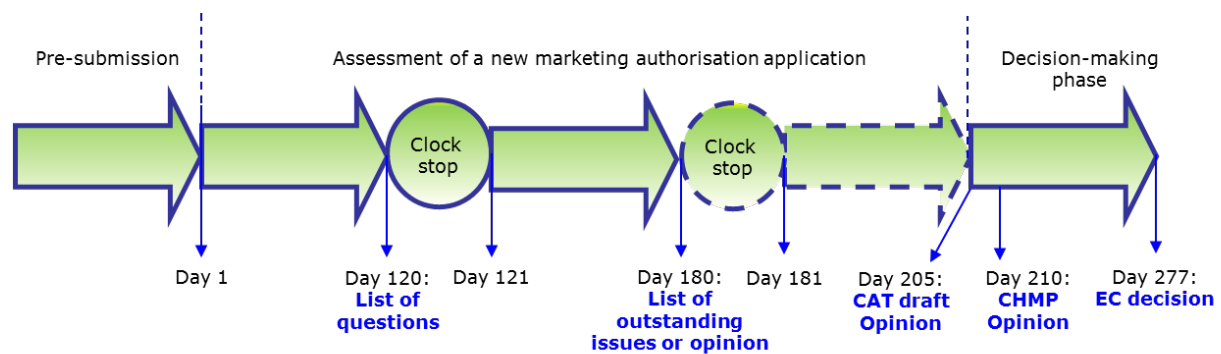 Pre-submission
Assessment of a new marketing authorisation application
Decision-making
phase
Clock
stop
Clock
stop
Day 1
Day 120:
List of
questions
Day 121
Day 180:
List of
outstanding
issues or opinion
Day 181
Day 205:
CAT draft
Opinion
Day 210:
CHMP
Opinion
Day 277:
EC decision